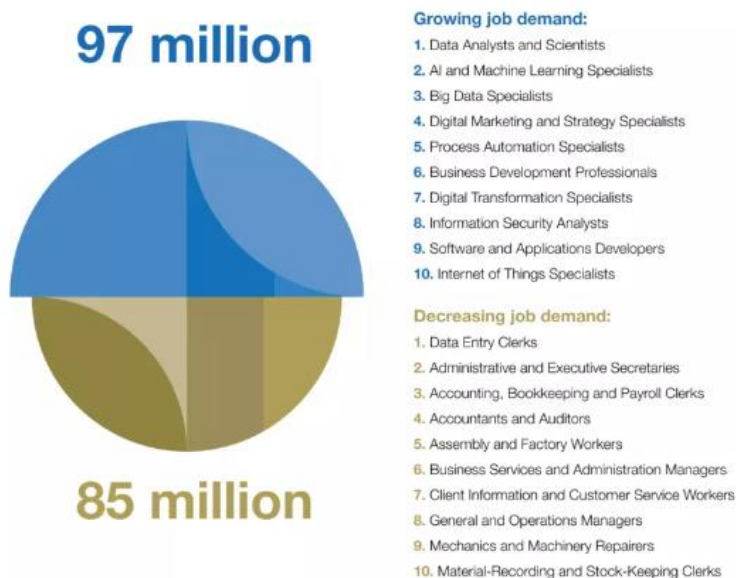 97 million
85 million
Growing job demand:
1. Data Analysts and Scientists
2. AI and Machine Learning Specialists
3. Big Data Specialists
4. Digital Marketing and Strategy Specialists
5. Process Automation Specialists
6. Business Development Professionals
7. Digital Transformation Specialists
8. Information Security Analysts
9. Software and Applications Developers
10. Internet of Things Specialists
Decreasing job demand:
1. Data Entry Clerks
2. Administrative and Executive Secretaries
3. Accounting, Bookkeeping and Payroll Clerks
4. Accountants and Auditors
5. Assembly and Factory Workers
6. Business Services and Administration Managers
7. Client Information and Customer Service Workers
8. General and Operations Managers
9. Mechanics and Machinery Repairers
10. Material-Recording and Stock-Keeping Clerks